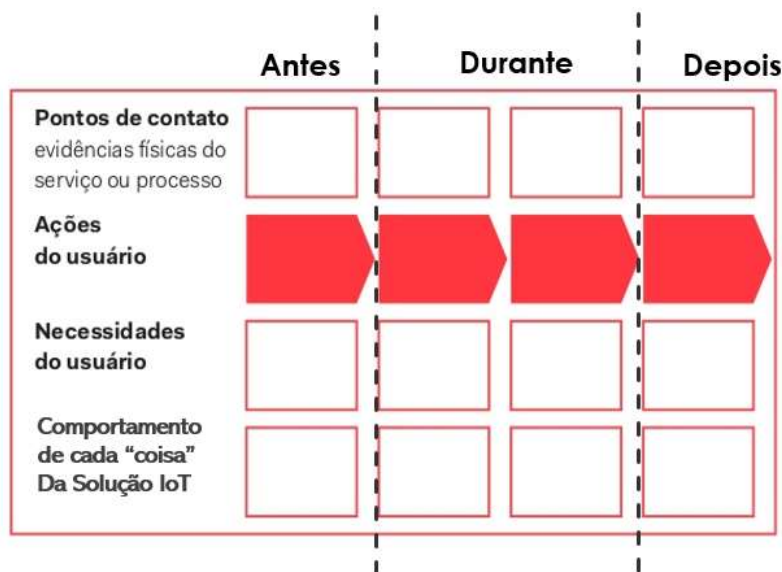 Antes
Durante
Depois
Pontos de contato
evidências físicas do
serviço ou processo
Ações
do usuário
Necessidades
do usuário
Comportamento
de cada “coisa”
Da Solução IoT